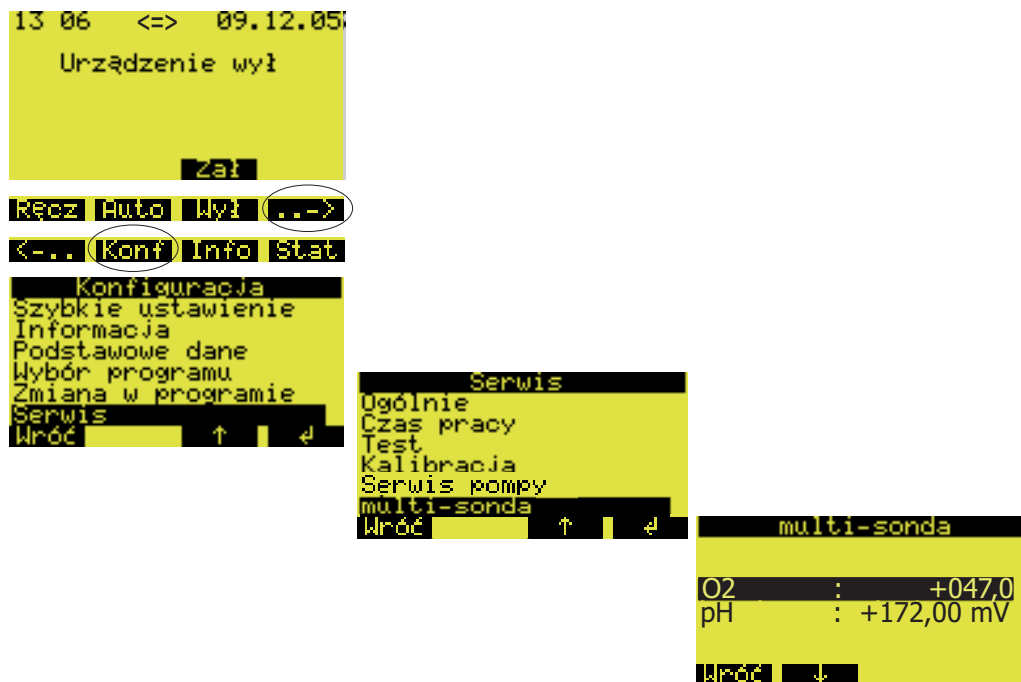 13 06 <=> 09.12.05
Urządzenie wył
Zał
Ręcz Auto Wył ..->
<-.. Konf Info Stat
Konfiguracja
Szybkie ustawienie
Informacja
Podstawowe dane
Wybór programu
Zmiana w programie
Serwis
Wróć ↑ ↲
Serwis
Ogólnie
Czas pracy
Test
Kalibracja
Serwis pompy
multi-sonda
Wróć ↑ ↲
multi-sonda
O2 : +047,0
pH : +172,00 mV
Wróć ↓